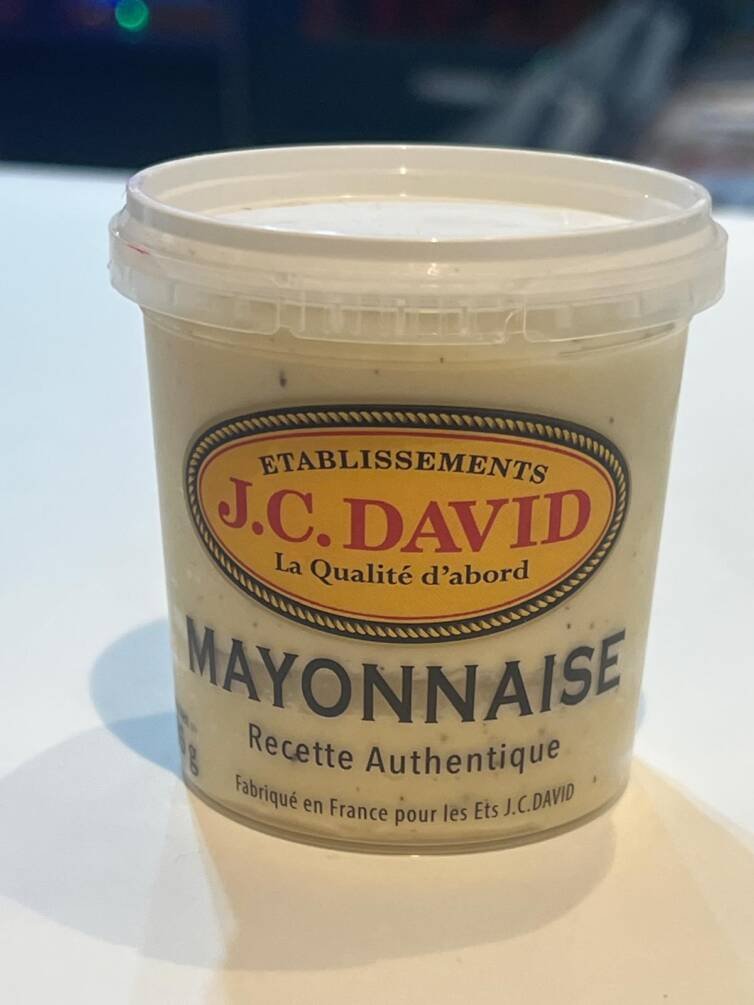 ETABLISSEMENTS
J.C. DAVID
La Qualité d'abord
MAYONNAISE
Recette Authentique
Fabriqué en France pour les Ets J.C.DAVID